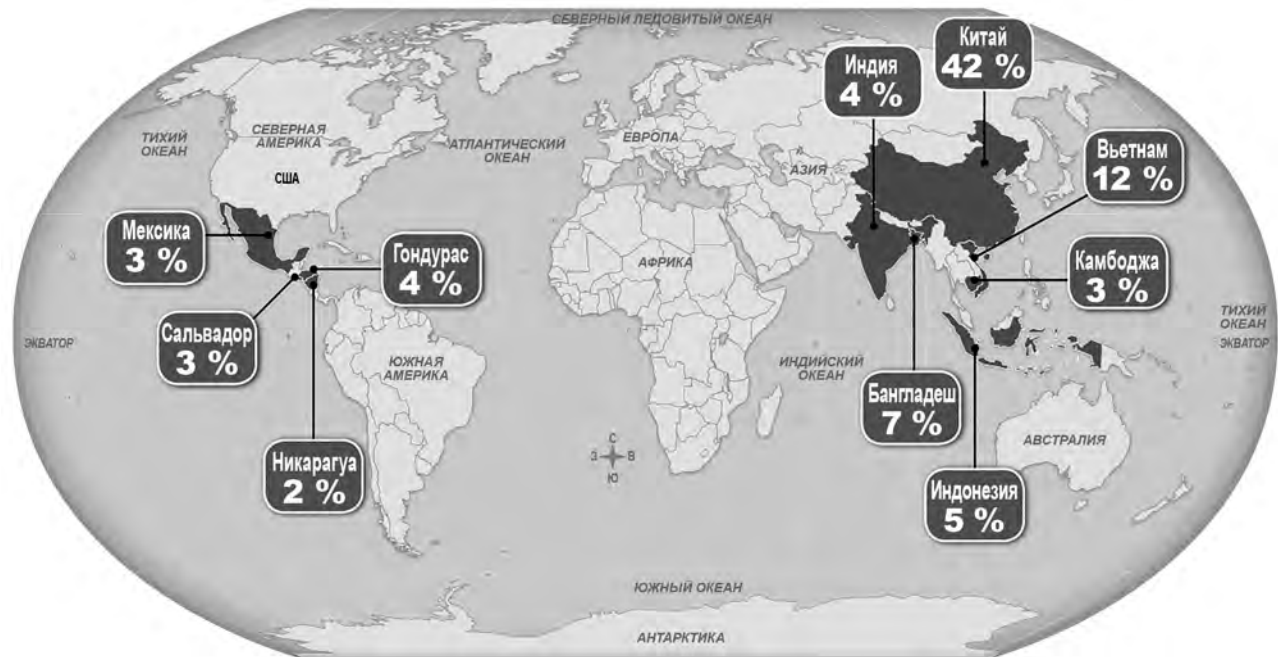 СЕВЕРНЫЙ ЛЕДОВИТЫЙ ОКЕАН
Китай
42 %
Индия
4 %
ТИХИЙ
ОКЕАН
СЕВЕРНАЯ
АМЕРИКА
АТЛАНТИЧЕСКИЙ
ОКЕАН
ЕВРОПА
АЗИЯ
Вьетнам
12 %
США
Мексика
3 %
Гондурас
4 %
АФРИКА
Камбоджа
3 %
Сальвадор
3 %
ЭКВАТОР
ТИХИЙ
ОКЕАН
ЭКВАТОР
ЮЖНАЯ
АМЕРИКА
ИНДИЙСКИЙ
ОКЕАН
Бангладеш
7 %
АВСТРАЛИЯ
Никарагуа
2 %
С
З В
Ю
Индонезия
5 %
ЮЖНЫЙ ОКЕАН
АНТАРКТИКА